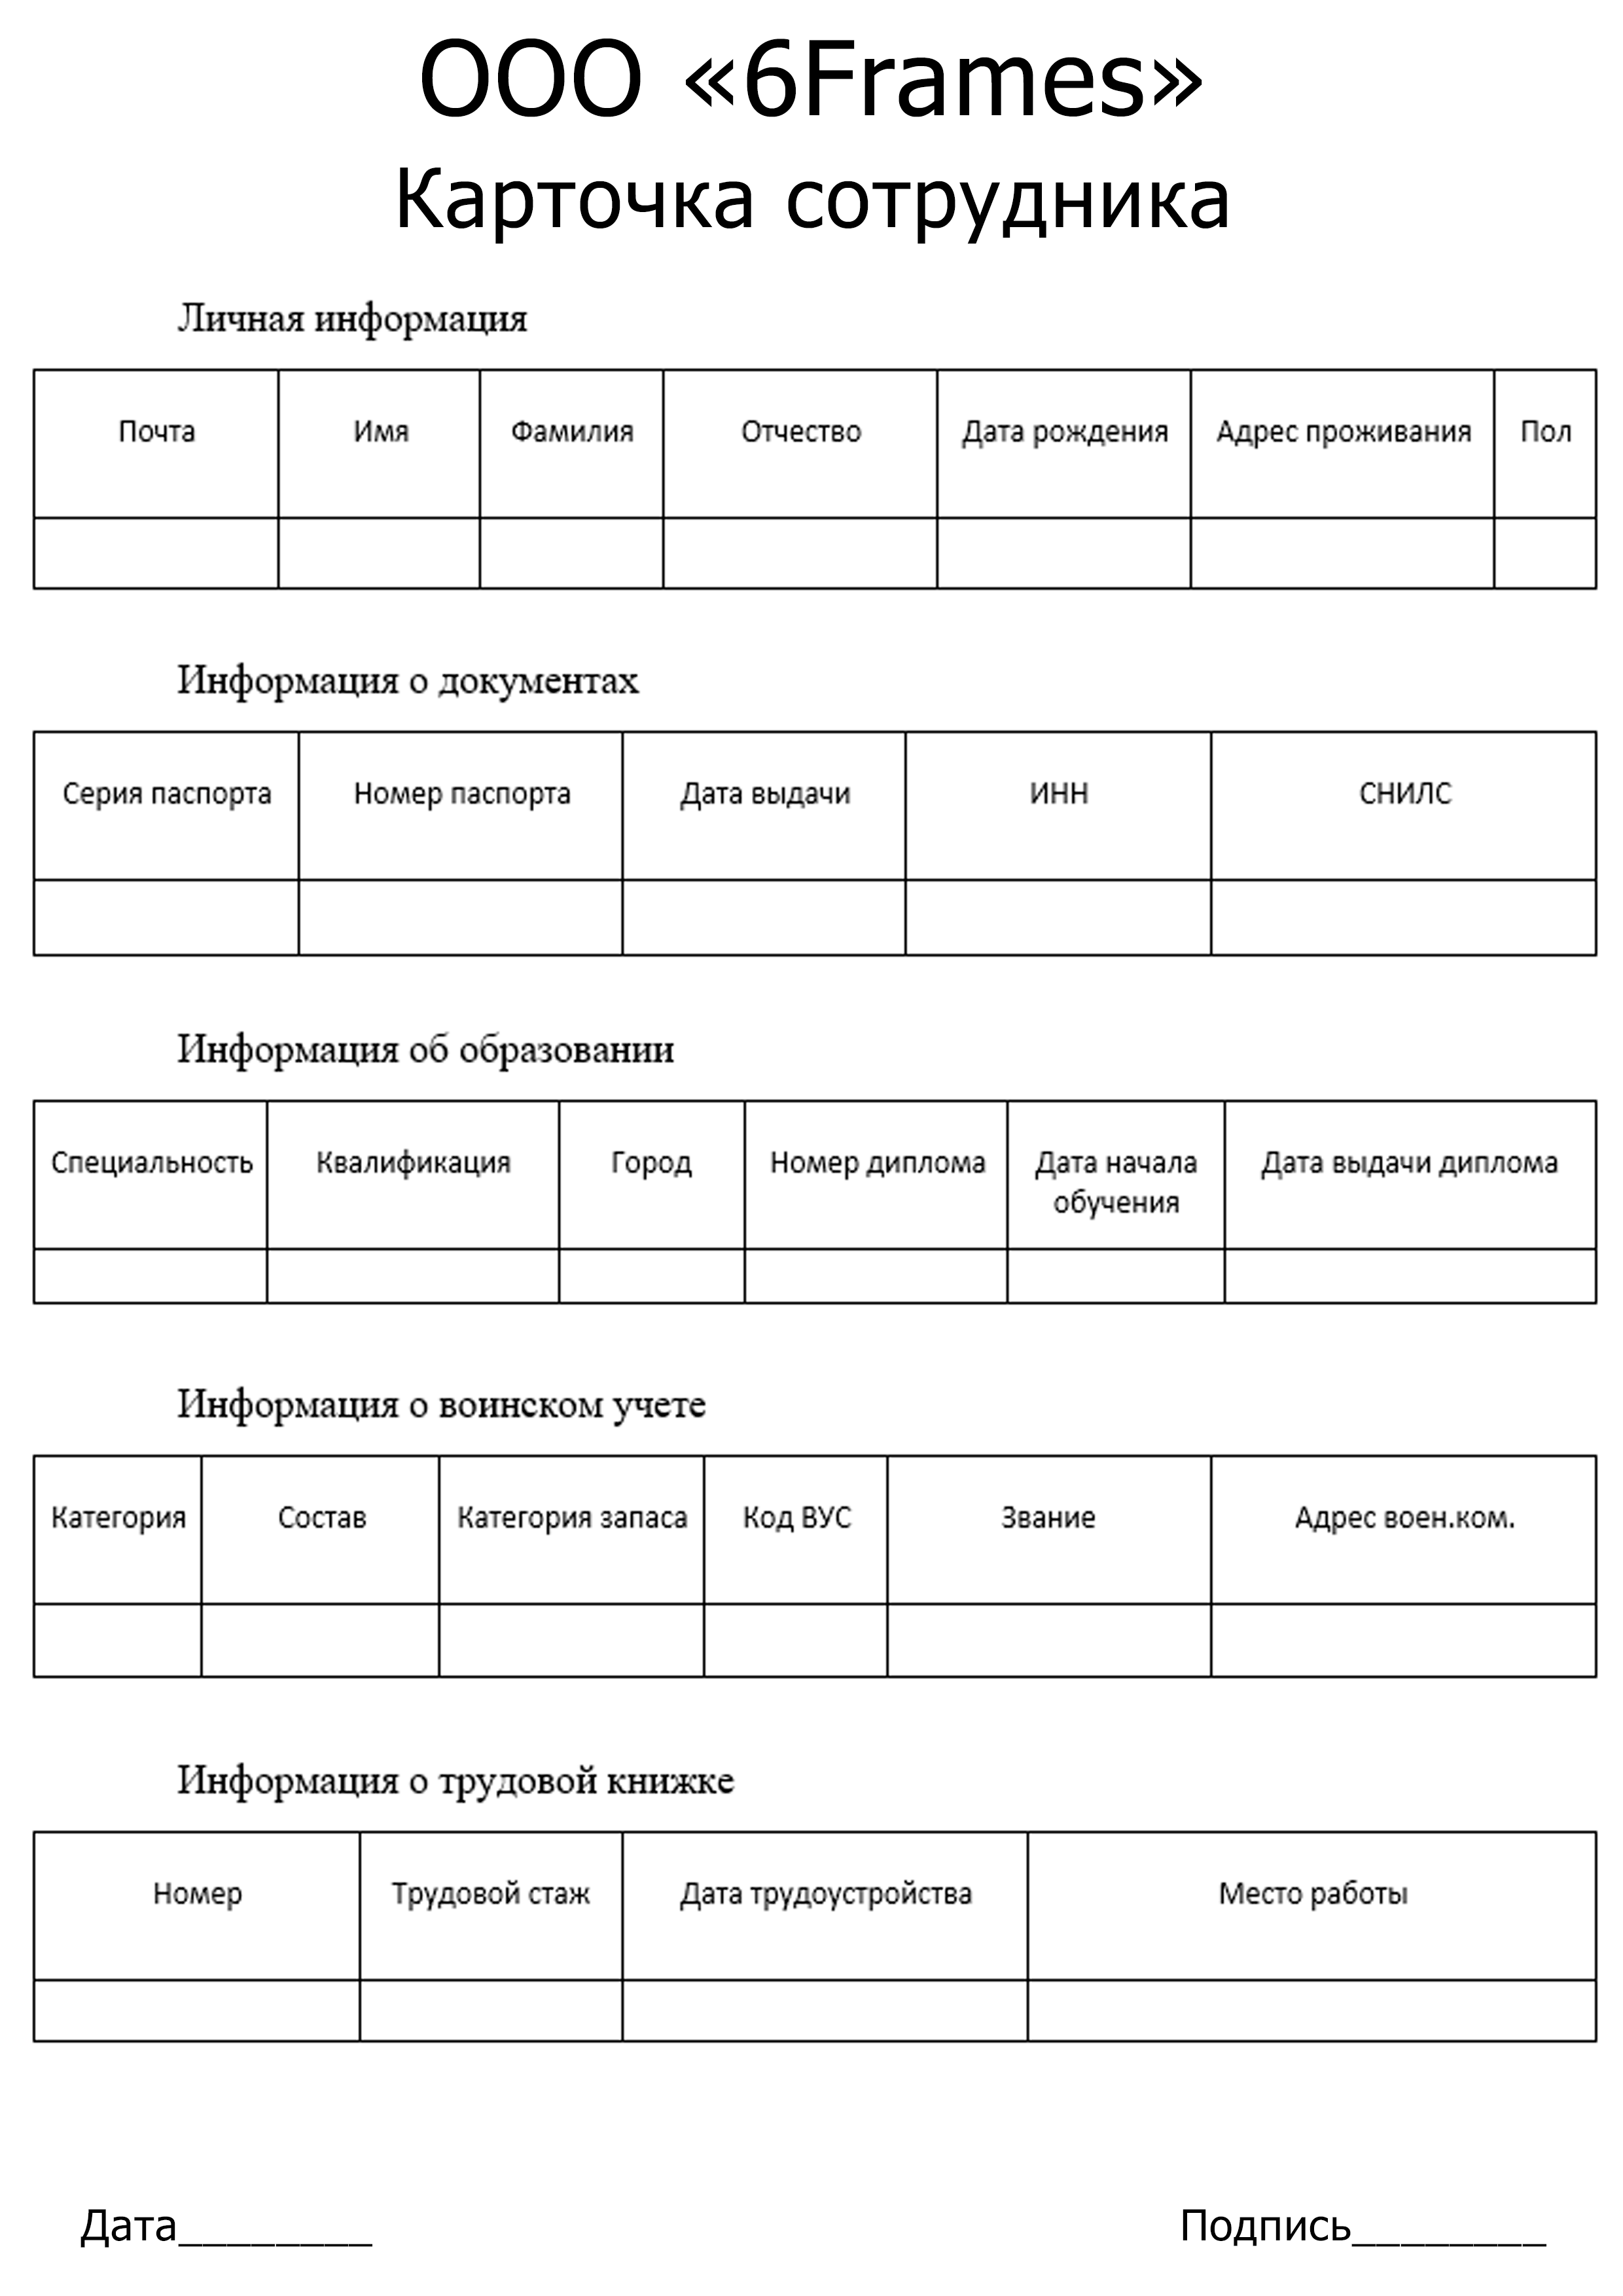 ООО «6Frames»
Карточка сотрудника
Личная информация
Почта Имя Фамилия Отчество Дата рождения Адрес проживания Пол
Информация о документах
Серия паспорта Номер паспорта Дата выдачи ИНН СНИЛС
Информация об образовании
Специальность Квалификация Город Номер диплома Дата начала обучения Дата выдачи диплома
Информация о воинском учете
Категория Состав Категория запаса Код ВУС Звание Адрес воен.ком.
Информация о трудовой книжке
Номер Трудовой стаж Дата трудоустройства Место работы
Дата________ Подпись________